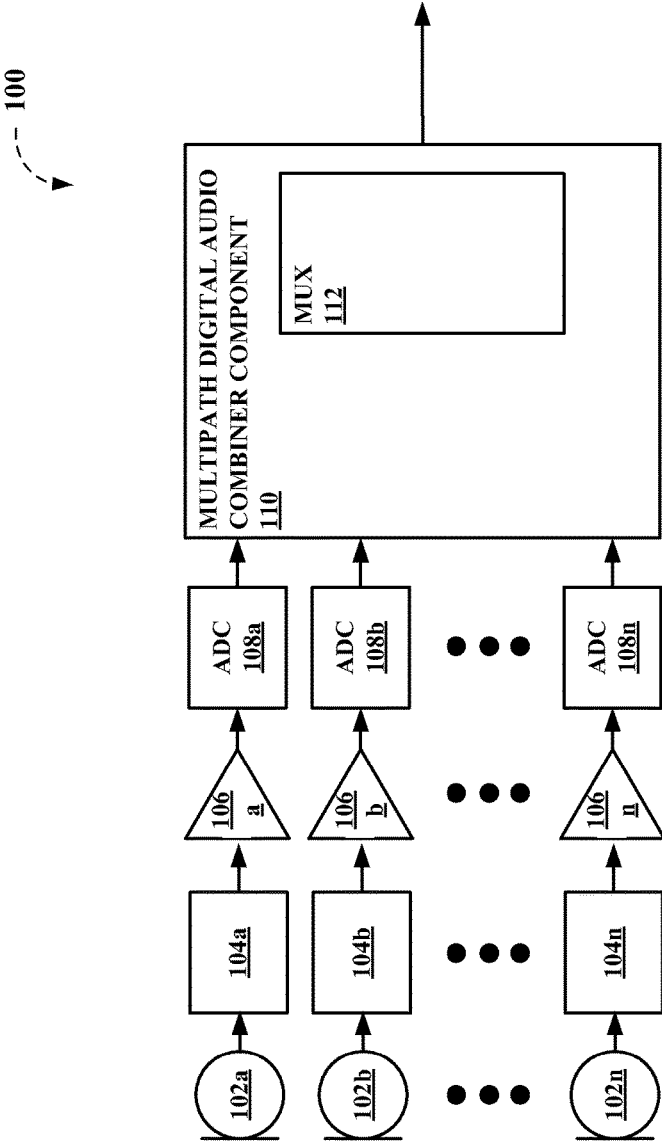 100
MULTIPATH DIGITAL AUDIO
COMBINER COMPONENT
110
MUX
112
102a
104a
106
a
ADC
108a
102b
104b
106
b
ADC
108b
102n
104n
106
n
ADC
108n